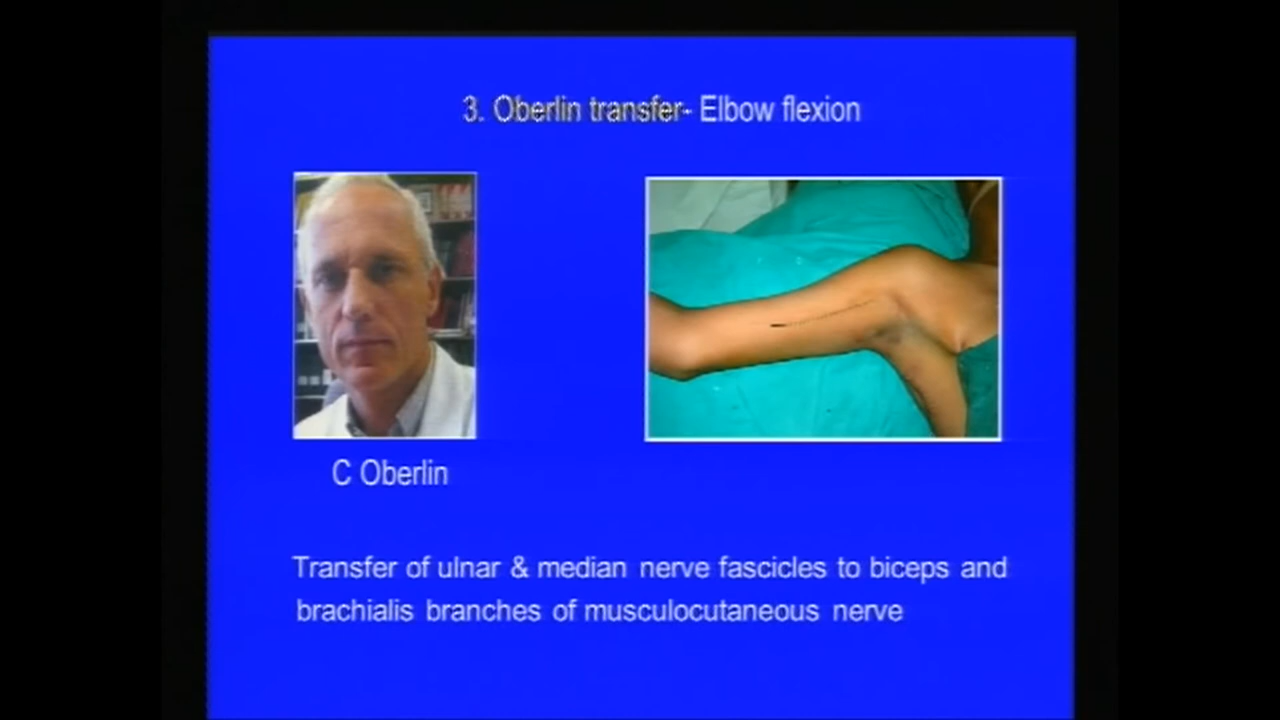 3. Oberlin transfer- Elbow flexion
C Oberlin
Transfer of ulnar & median nerve fascicles to biceps and
brachialis branches of musculocutaneous nerve